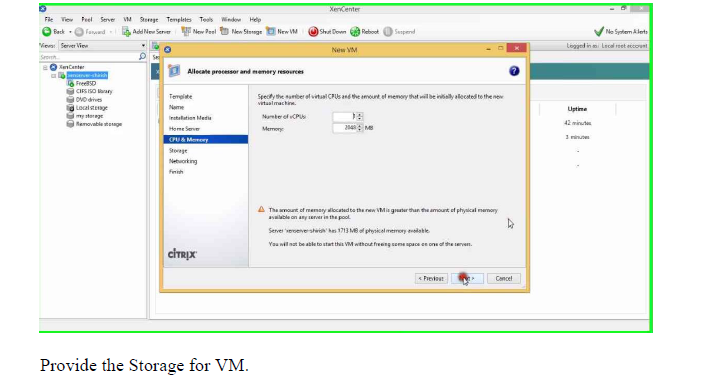 XenCenter
File View Pool Server VM Storage Templates Tools Window Help
Back Forward Add New Server New Pool New Storage New VM Shut Down Reboot Suspend No System Alerts
Views: Server View
Logged in as: Local root account
Search...
New VM
XenCenter
xenserver-shirish
FreeBSD
CIFS ISO library
DVD drives
Local storage
my storage
Removable storage
Allocate processor and memory resources
Template
Name
Installation Media
Home Server
CPU & Memory
Storage
Networking
Finish
Specify the number of virtual CPUs and the amount of memory that will be initially allocated to the new
virtual machine.
Number of vCPUs:
Memory: 2048 MB
Uptime
42 minutes
3 minutes
-
-
The amount of memory allocated to the new VM is greater than the amount of physical memory
available on any server in the pool.
Server 'xenserver-shirish' has 1713 MB of physical memory available.
You will not be able to start this VM without freeing some space on one of the servers.
CITRIX
< Previous Cancel
Provide the Storage for VM.